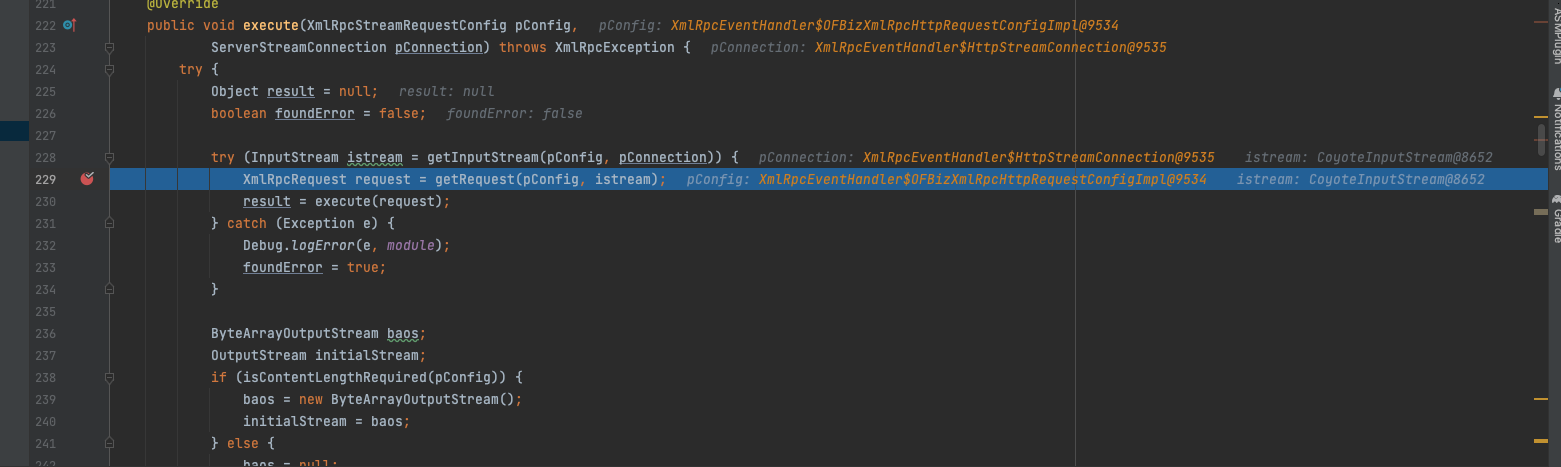 221 @Override
222 public void execute(XmlRpcStreamRequestConfig pConfig, pConfig: XmlRpcEventHandler$OFBizXmlRpcHttpRequestConfigImpl@9534
223 ServerStreamConnection pConnection) throws XmlRpcException { pConnection: XmlRpcEventHandler$HttpStreamConnection@9535
224 try {
225 Object result = null; result: null
226 boolean foundError = false; foundError: false
227
228 try (InputStream istream = getInputStream(pConfig, pConnection)) { pConnection: XmlRpcEventHandler$HttpStreamConnection@9535 istream: CoyoteInputStream@8652
229 XmlRpcRequest request = getRequest(pConfig, istream); pConfig: XmlRpcEventHandler$OFBizXmlRpcHttpRequestConfigImpl@9534 istream: CoyoteInputStream@8652
230 result = execute(request);
231 } catch (Exception e) {
232 Debug.logError(e, module);
233 foundError = true;
234 }
235
236 ByteArrayOutputStream baos;
237 OutputStream initialStream;
238 if (isContentLengthRequired(pConfig)) {
239 baos = new ByteArrayOutputStream();
240 initialStream = baos;
241 } else {
242 baos = null;
ASMPlugin
Notifications
Gradle